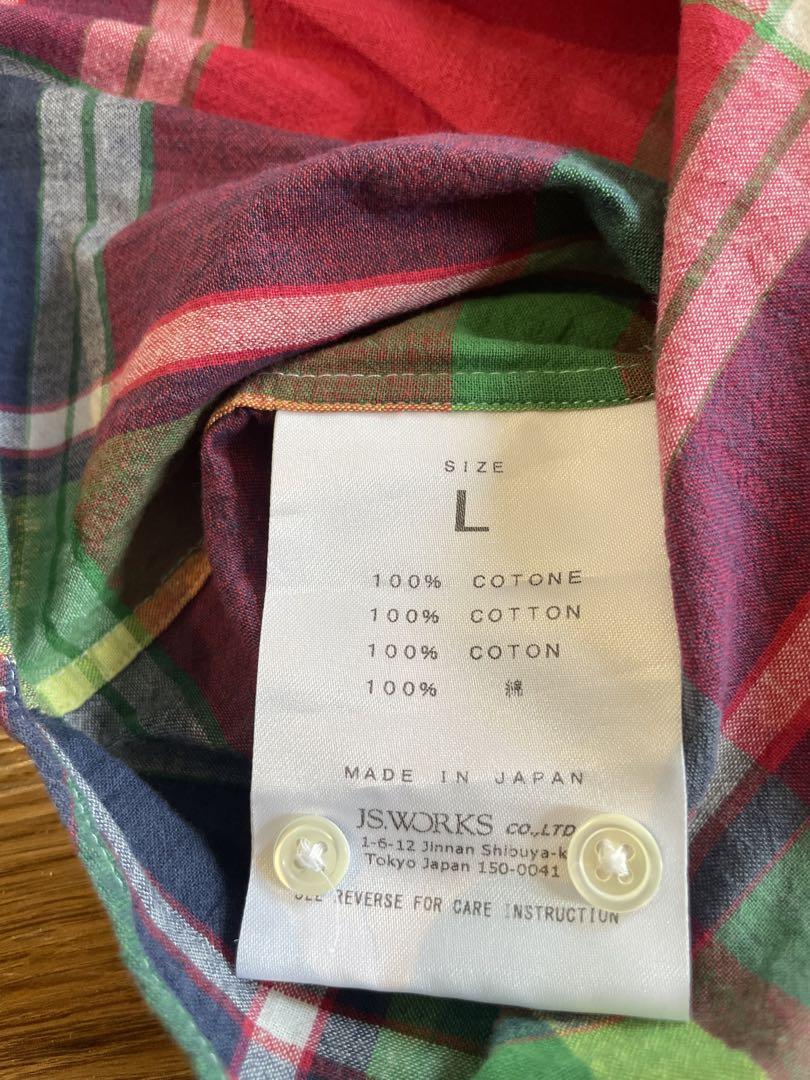 SIZE
L
100% COTONE
100% COTTON
100% COTON
100% 綿
MADE IN JAPAN
JS.WORKS CO.,LTD
1-6-12 Jinnan Shibuya-k
Tokyo Japan 150-0041
REVERSE FOR CARE INSTRUCTION